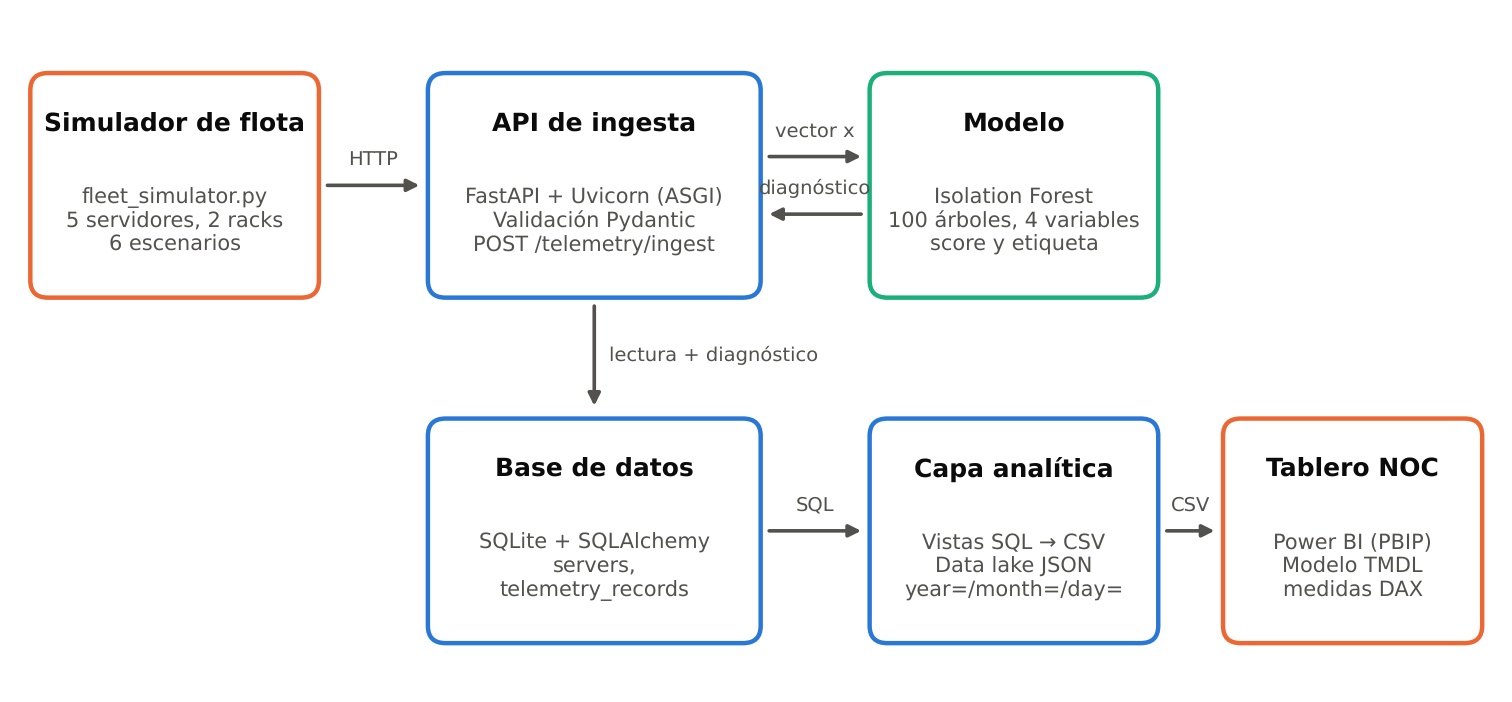 Simulador de flota
fleet_simulator.py
5 servidores, 2 racks
6 escenarios
HTTP
API de ingesta
FastAPI + Uvicorn (ASGI)
Validación Pydantic
POST /telemetry/ingest
vector x
diagnóstico
Modelo
Isolation Forest
100 árboles, 4 variables
score y etiqueta
lectura + diagnóstico
Base de datos
SQLite + SQLAlchemy
servers,
telemetry_records
SQL
Capa analítica
Vistas SQL → CSV
Data lake JSON
year=/month=/day=
CSV
Tablero NOC
Power BI (PBIP)
Modelo TMDL
medidas DAX